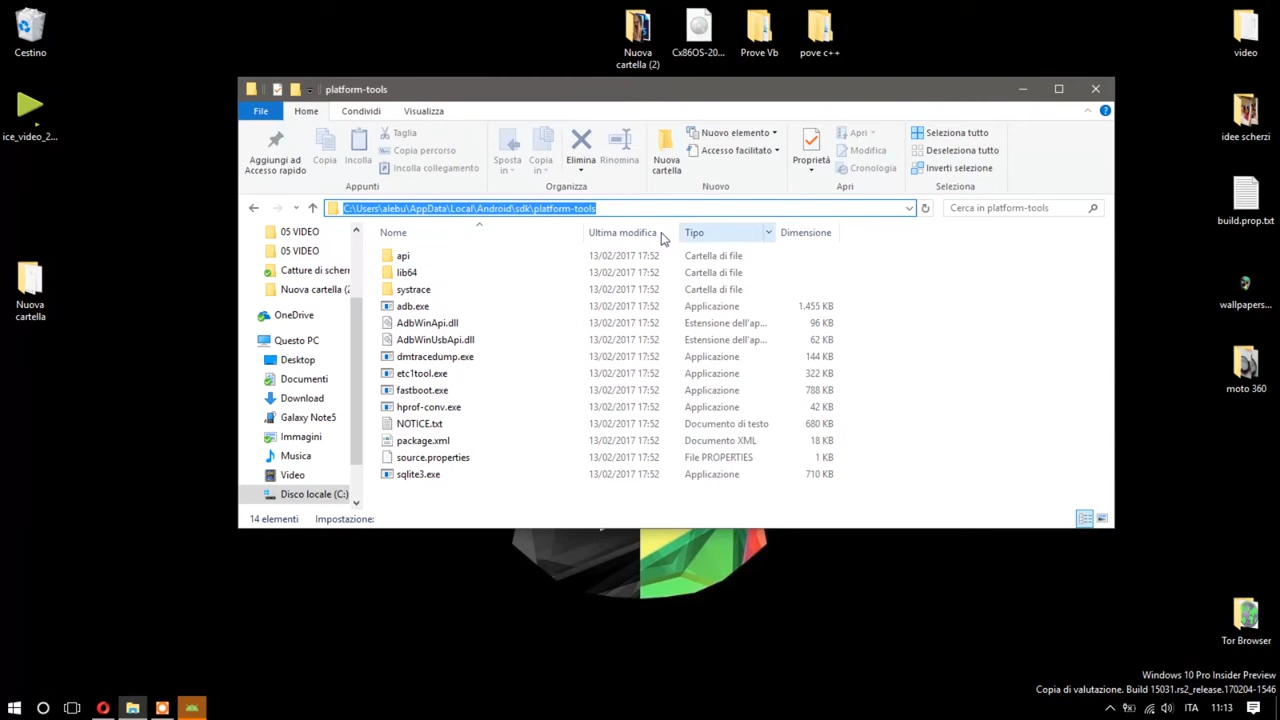 Cestino
ice_video_2...
Nuova
cartella
Nuova
cartella (2)
Cx86OS-20...
Prove Vb
pove c++
video
idee scherzi
build.prop.txt
wallpapers...
moto 360
Tor Browser
platform-tools
File
Home
Condividi
Visualizza
Aggiungi ad
Accesso rapido
Copia
Incolla
Taglia
Copia percorso
Incolla collegamento
Appunti
Sposta
in
Copia
in
Elimina
Rinomina
Organizza
Nuova
cartella
Nuovo elemento
Accesso facilitato
Nuovo
Proprietà
Apri
Modifica
Cronologia
Apri
Seleziona tutto
Deseleziona tutto
Inverti selezione
Seleziona
C:\Users\alebu\AppData\Local\Android\sdk\platform-tools
Cerca in platform-tools
05 VIDEO
05 VIDEO
Catture di scherm
Nuova cartella (2
OneDrive
Questo PC
Desktop
Documenti
Download
Galaxy Note5
Immagini
Musica
Video
Disco locale (C:)
Nome Ultima modifica Tipo Dimensione
api 13/02/2017 17:52 Cartella di file
lib64 13/02/2017 17:52 Cartella di file
systrace 13/02/2017 17:52 Cartella di file
adb.exe 13/02/2017 17:52 Applicazione 1.455 KB
AdbWinApi.dll 13/02/2017 17:52 Estensione dell'ap... 96 KB
AdbWinUsbApi.dll 13/02/2017 17:52 Estensione dell'ap... 62 KB
dmtracedump.exe 13/02/2017 17:52 Applicazione 144 KB
etc1tool.exe 13/02/2017 17:52 Applicazione 322 KB
fastboot.exe 13/02/2017 17:52 Applicazione 788 KB
hprof-conv.exe 13/02/2017 17:52 Applicazione 42 KB
NOTICE.txt 13/02/2017 17:52 Documento di testo 680 KB
package.xml 13/02/2017 17:52 Documento XML 18 KB
source.properties 13/02/2017 17:52 File PROPERTIES 1 KB
sqlite3.exe 13/02/2017 17:52 Applicazione 710 KB
14 elementi Impostazione:
Windows 10 Pro Insider Preview
Copia di valutazione. Build 15031.rs2_release.170204-1546
ITA 11:13